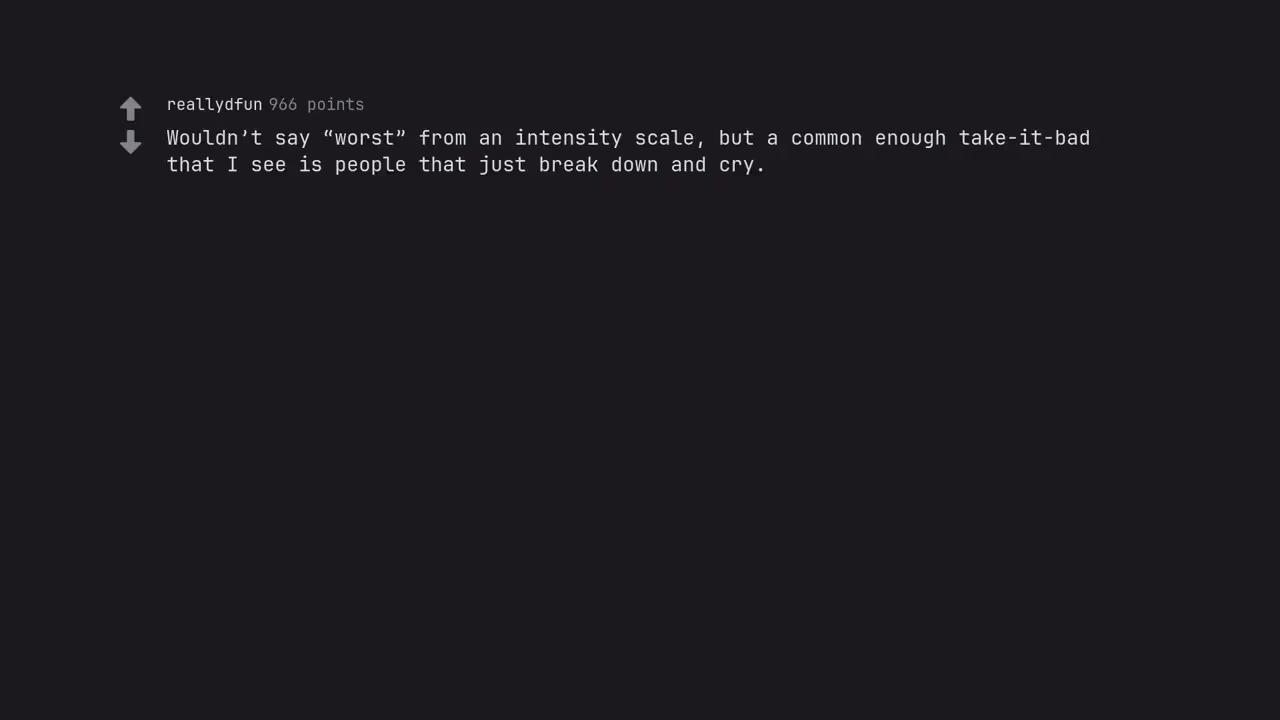 reallydfun 966 points
Wouldn’t say “worst” from an intensity scale, but a common enough take-it-bad
that I see is people that just break down and cry.